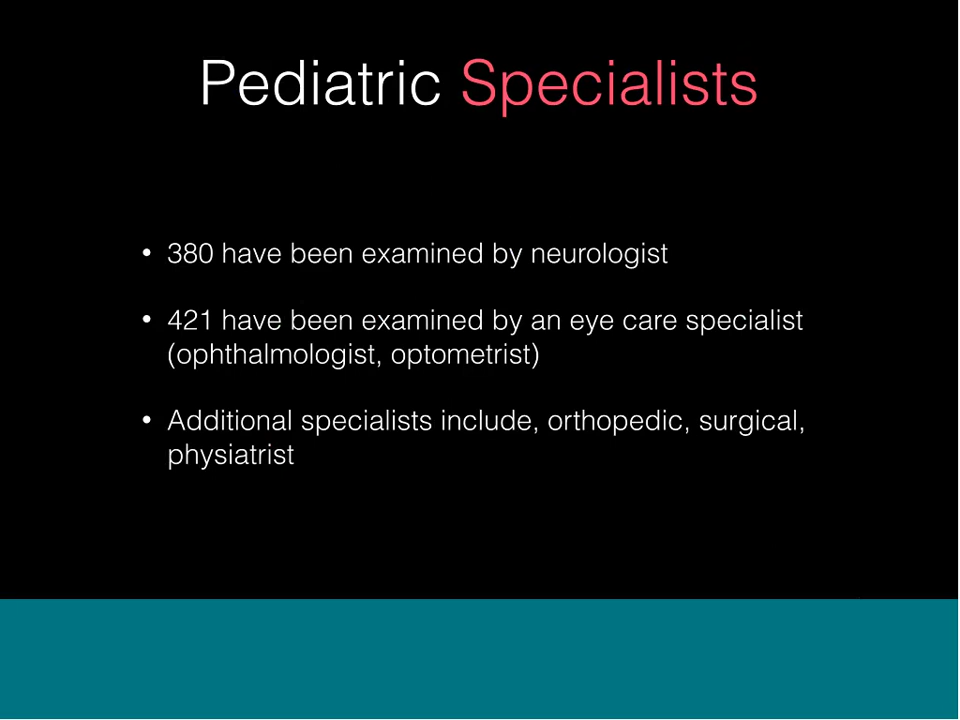 Pediatric Specialists
• 380 have been examined by neurologist
• 421 have been examined by an eye care specialist
(ophthalmologist, optometrist)
• Additional specialists include, orthopedic, surgical,
physiatrist